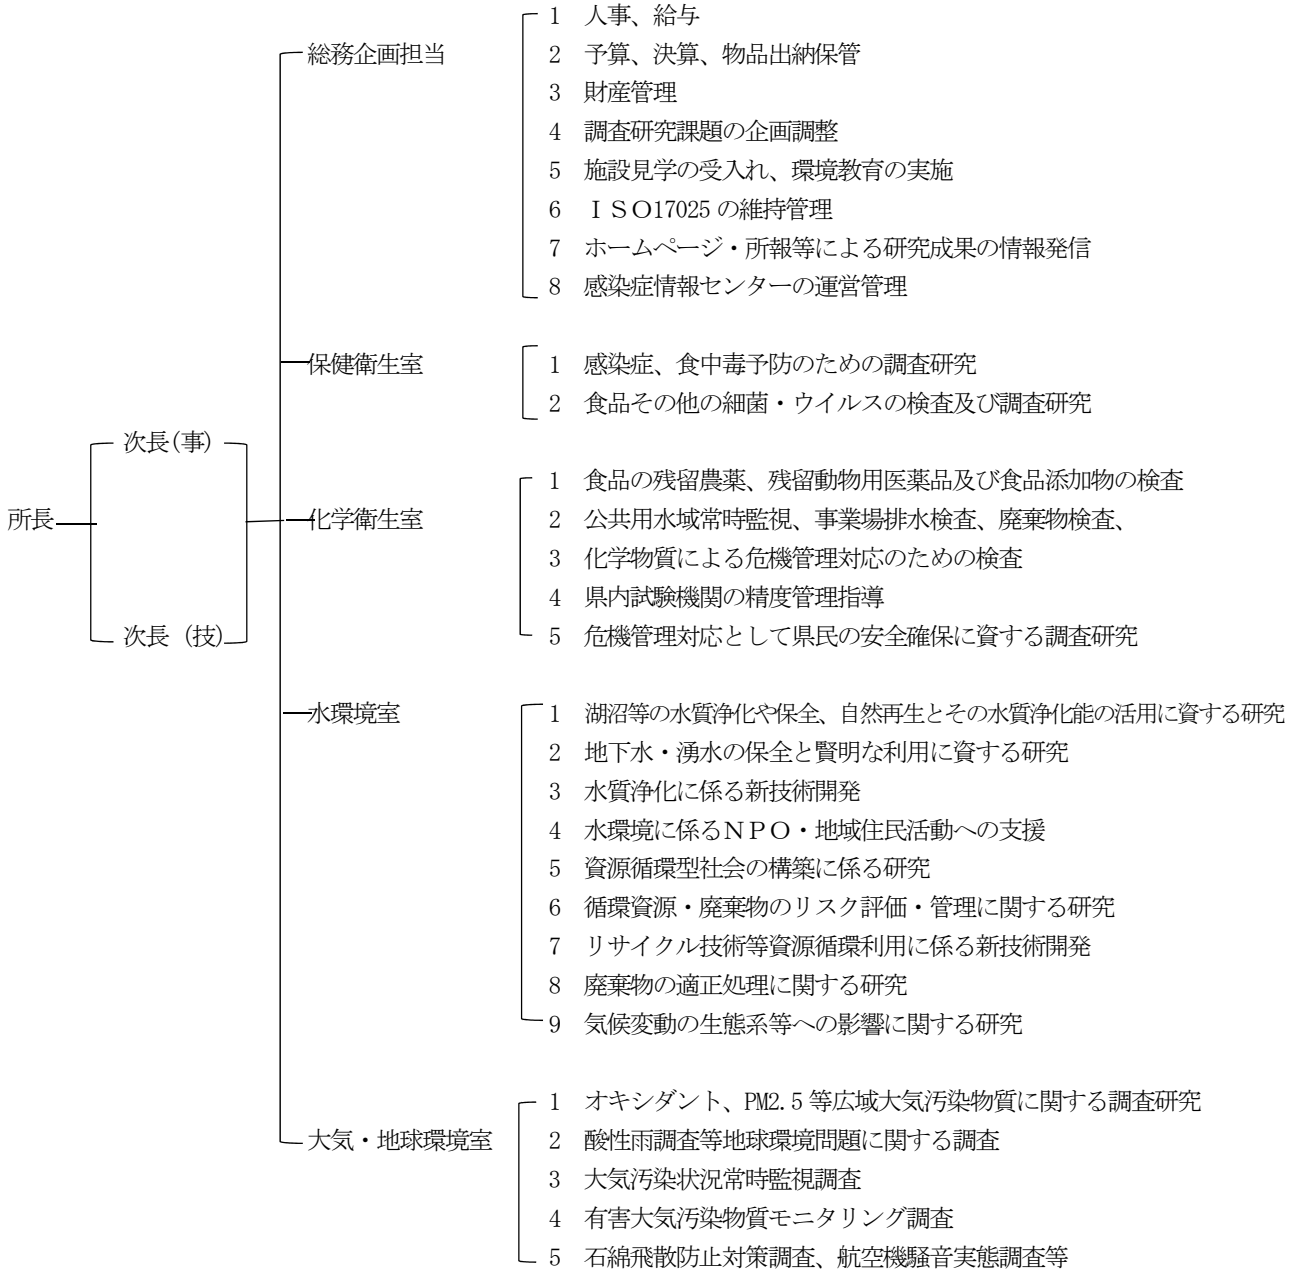 所長
次長(事)
次長 (技)
総務企画担当
1 人事、給与
2 予算、決算、物品出納保管
3 財産管理
4 調査研究課題の企画調整
5 施設見学の受入れ、環境教育の実施
6 ＩＳＯ17025 の維持管理
7 ホームページ・所報等による研究成果の情報発信
8 感染症情報センターの運営管理
保健衛生室
1 感染症、食中毒予防のための調査研究
2 食品その他の細菌・ウイルスの検査及び調査研究
化学衛生室
1 食品の残留農薬、残留動物用医薬品及び食品添加物の検査
2 公共用水域常時監視、事業場排水検査、廃棄物検査、
3 化学物質による危機管理対応のための検査
4 県内試験機関の精度管理指導
5 危機管理対応として県民の安全確保に資する調査研究
水環境室
1 湖沼等の水質浄化や保全、自然再生とその水質浄化能の活用に資する研究
2 地下水・湧水の保全と賢明な利用に資する研究
3 水質浄化に係る新技術開発
4 水環境に係るＮＰＯ・地域住民活動への支援
5 資源循環型社会の構築に係る研究
6 循環資源・廃棄物のリスク評価・管理に関する研究
7 リサイクル技術等資源循環利用に係る新技術開発
8 廃棄物の適正処理に関する研究
9 気候変動の生態系等への影響に関する研究
大気・地球環境室
1 オキシダント、PM2.5 等広域大気汚染物質に関する調査研究
2 酸性雨調査等地球環境問題に関する調査
3 大気汚染状況常時監視調査
4 有害大気汚染物質モニタリング調査
5 石綿飛散防止対策調査、航空機騒音実態調査等